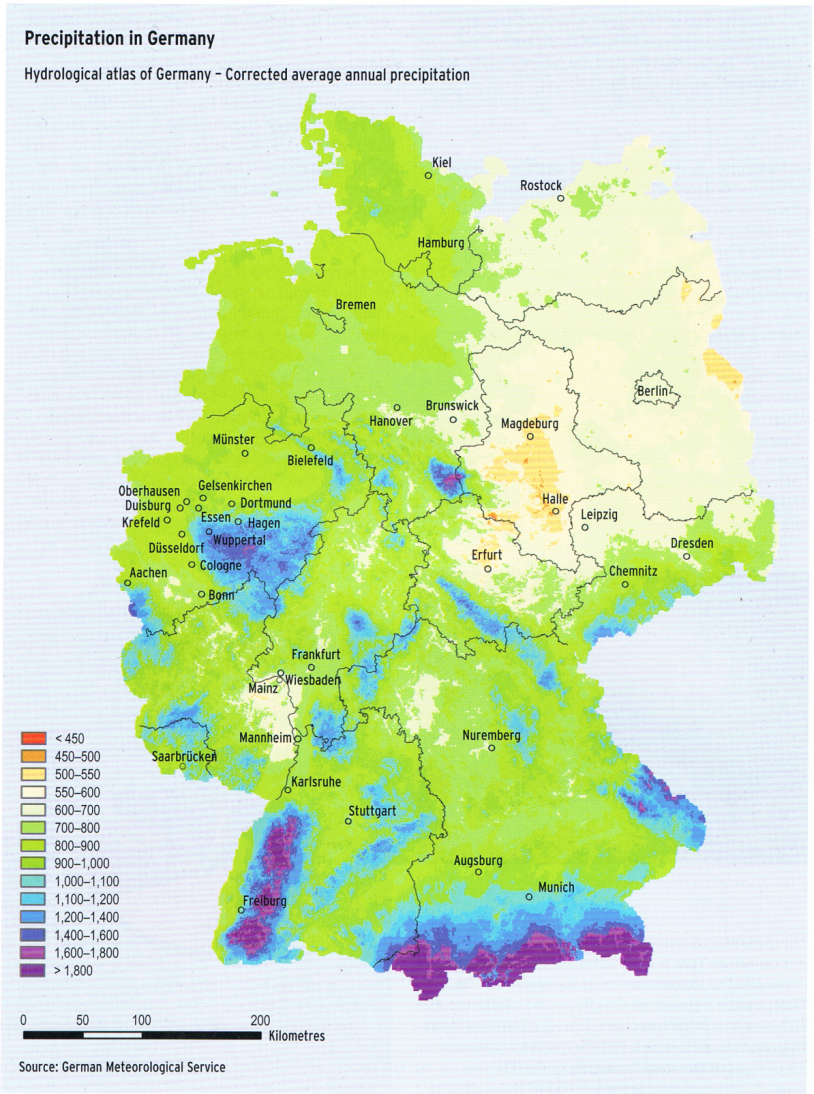 Precipitation in Germany
Hydrological atlas of Germany – Corrected average annual precipitation
Kiel
Rostock
Hamburg
Bremen
Berlin
Hanover
Brunswick
Magdeburg
Münster
Bielefeld
Oberhausen
Gelsenkirchen
Duisburg
Dortmund
Krefeld
Essen
Hagen
Halle
Leipzig
Düsseldorf
Wuppertal
Cologne
Erfurt
Dresden
Aachen
Chemnitz
Bonn
Frankfurt
Mainz
Wiesbaden
Mannheim
Nuremberg
Saarbrücken
Karlsruhe
Stuttgart
Augsburg
Munich
Freiburg
< 450
450–500
500–550
550–600
600–700
700–800
800–900
900–1,000
1,000–1,100
1,100–1,200
1,200–1,400
1,400–1,600
1,600–1,800
> 1,800
0 50 100 200
Kilometres
Source: German Meteorological Service